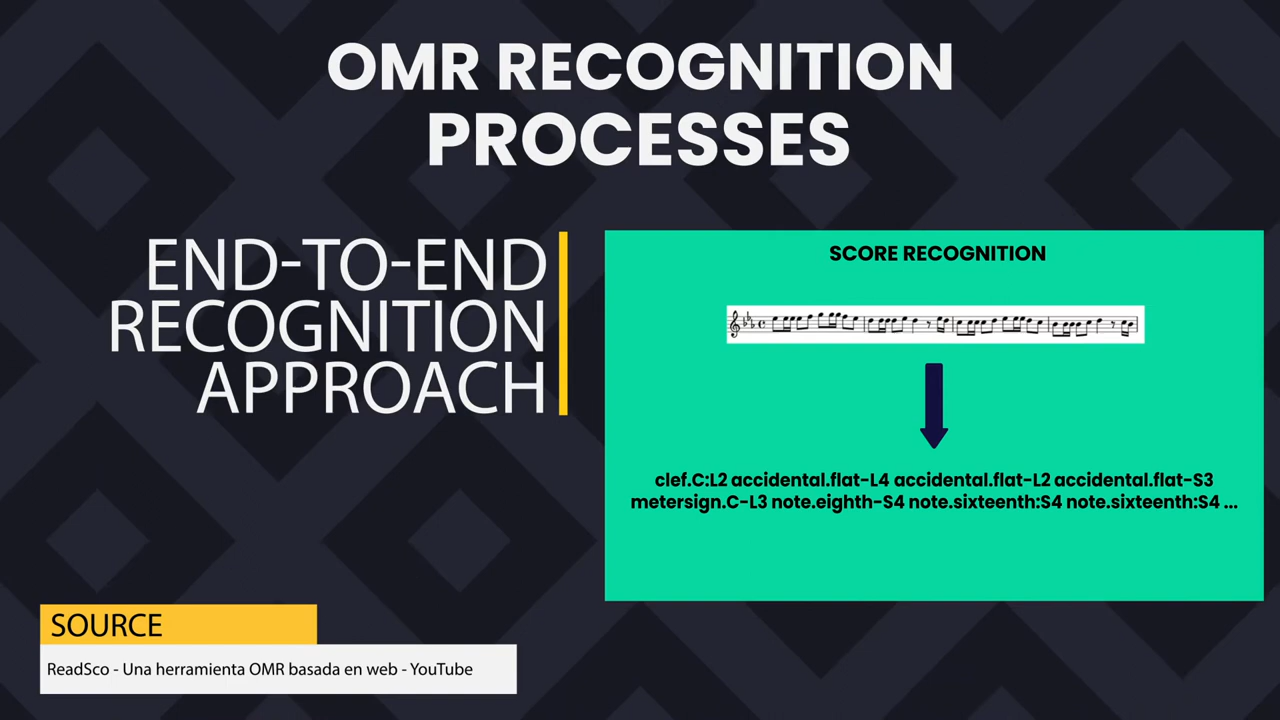 OMR RECOGNITION
PROCESSES
END-TO-END
RECOGNITION
APPROACH
SCORE RECOGNITION
clef.C:L2 accidental.flat-L4 accidental.flat-L2 accidental.flat-S3
metersign.C-L3 note.eighth-S4 note.sixteenth:S4 note.sixteenth:S4 ...
SOURCE
ReadSco - Una herramienta OMR basada en web - YouTube